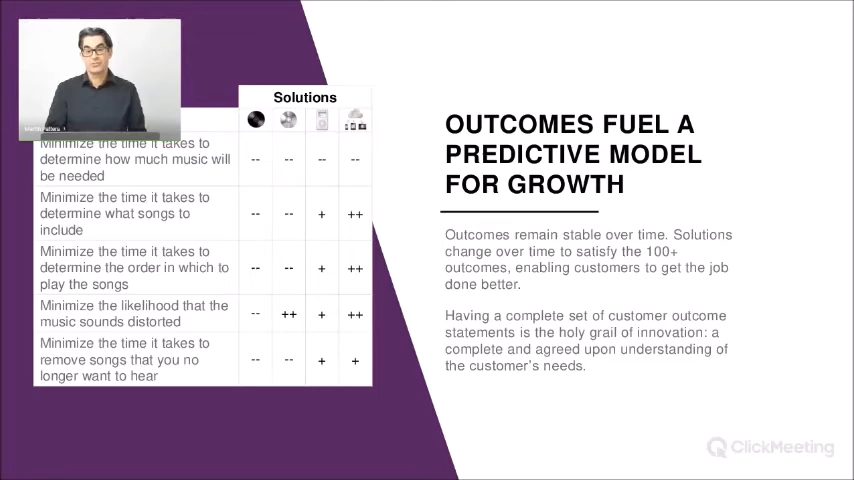 Solutions
Minimize the time it takes to
determine how much music will
be needed
-- -- -- --
Minimize the time it takes to
determine what songs to
include
-- -- + ++
Minimize the time it takes to
determine the order in which to
play the songs
-- -- + ++
Minimize the likelihood that the
music sounds distorted
-- ++ + ++
Minimize the time it takes to
remove songs that you no
longer want to hear
-- -- + +
OUTCOMES FUEL A
PREDICTIVE MODEL
FOR GROWTH
Outcomes remain stable over time. Solutions
change over time to satisfy the 100+
outcomes, enabling customers to get the job
done better.
Having a complete set of customer outcome
statements is the holy grail of innovation: a
complete and agreed upon understanding of
the customer's needs.
ClickMeeting